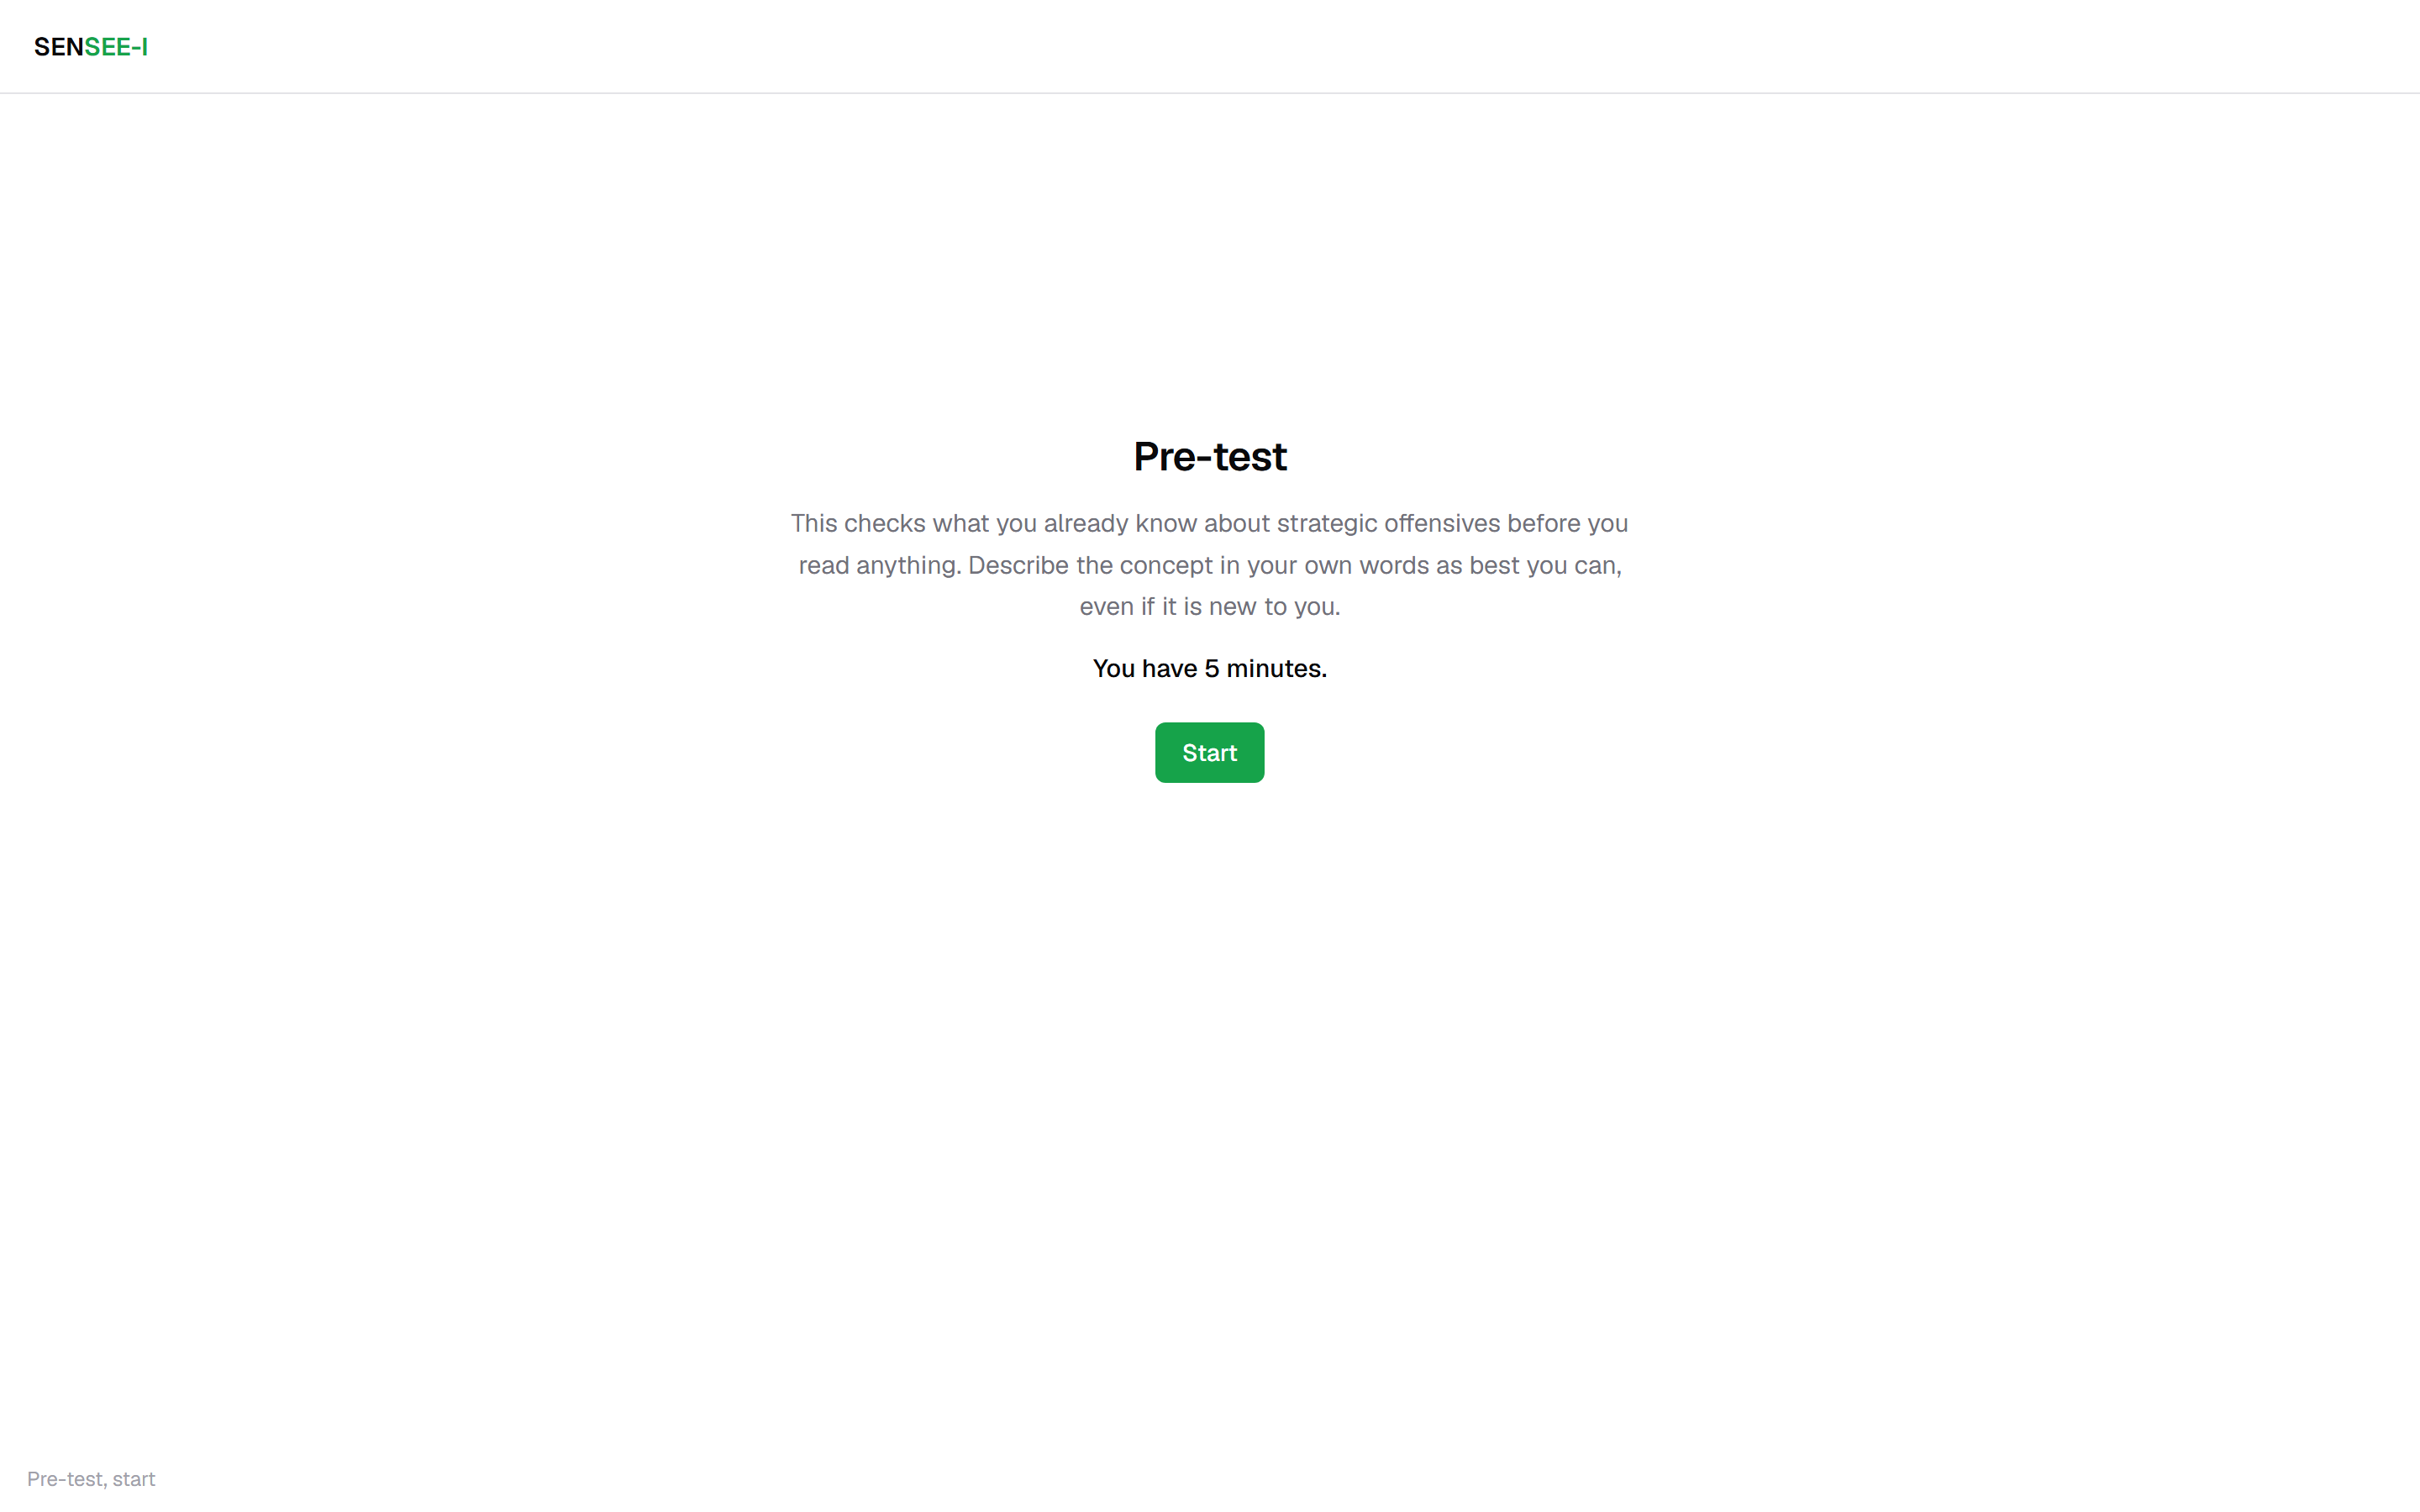 SENSEE-I
Pre-test
This checks what you already know about strategic offensives before you
read anything. Describe the concept in your own words as best you can,
even if it is new to you.
You have 5 minutes.
Start
Pre-test, start